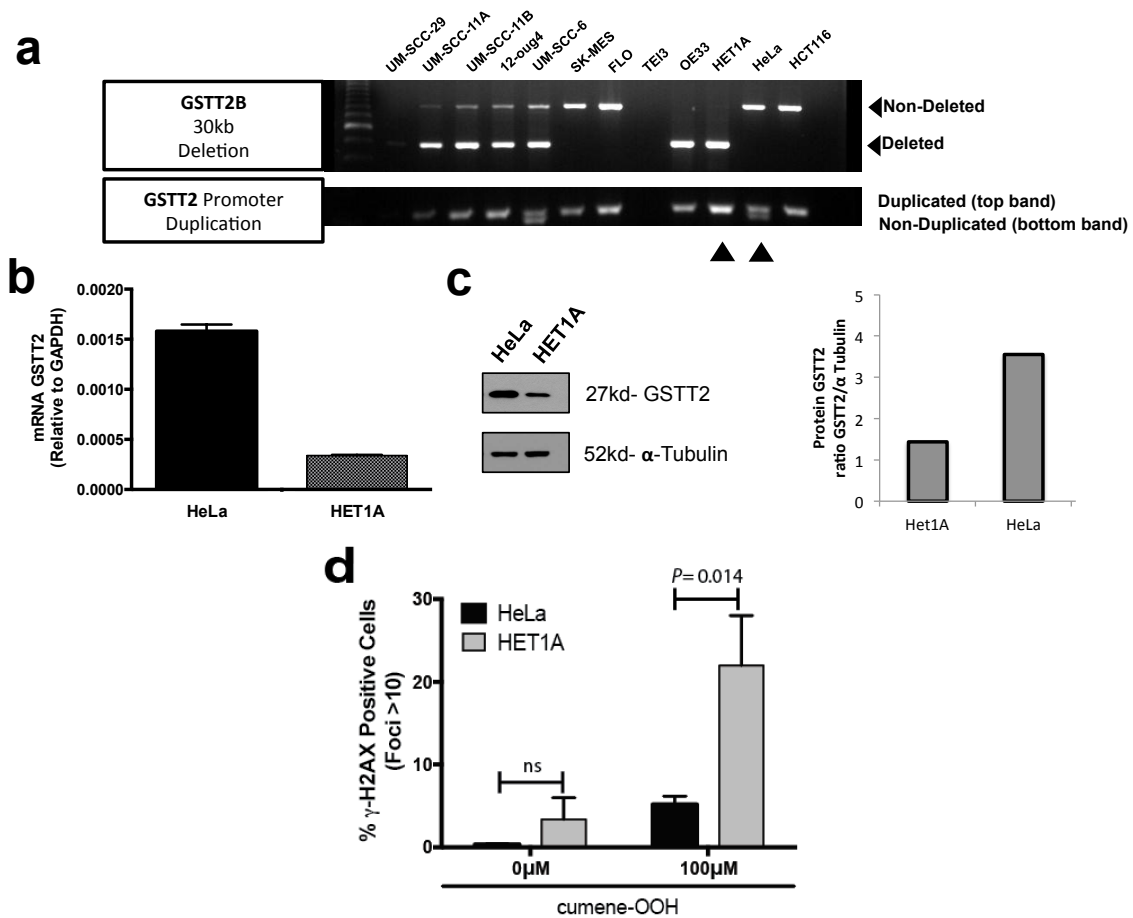 a
UM-SCC-29
UM-SCC-11A
UM-SCC-11B
12-oug4
UM-SCC-6
SK-MES
FLO
TEI3
OE33
HET1A
HeLa
HCT116
GSTT2B
30kb
Deletion
Non-Deleted
Deleted
GSTT2 Promoter
Duplication
Duplicated (top band)
Non-Duplicated (bottom band)
b
mRNA GSTT2
(Relative to GAPDH)
0.0020
0.0015
0.0010
0.0005
0.0000
HeLa
HET1A
c
HeLa
HET1A
27kd- GSTT2
52kd- α-Tubulin
Protein GSTT2
ratio GSTT2/α Tubulin
5
4
3
2
1
0
Het1A
HeLa
d
% γ-H2AX Positive Cells
(Foci >10)
30
20
10
0
HeLa
HET1A
ns
P= 0.014
0µM
100µM
cumene-OOH